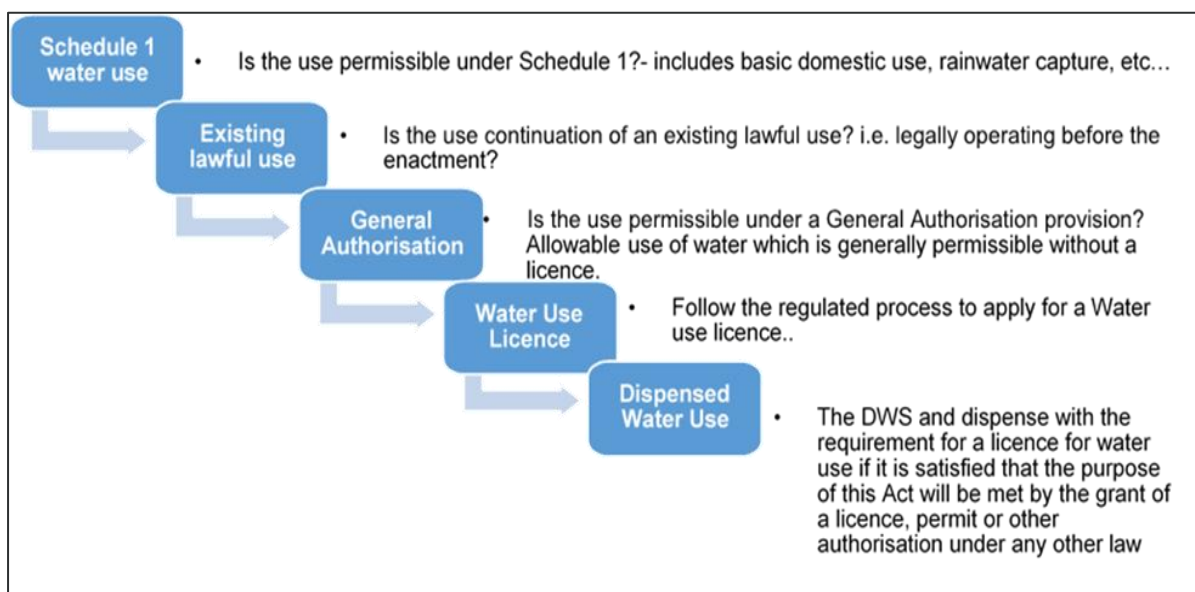 Schedule 1
water use
• Is the use permissible under Schedule 1?- includes basic domestic use, rainwater capture, etc…
Existing
lawful use
• Is the use continuation of an existing lawful use? i.e. legally operating before the
enactment?
General
Authorisation
• Is the use permissible under a General Authorisation provision?
Allowable use of water which is generally permissible without a
licence.
Water Use
Licence
• Follow the regulated process to apply for a Water
use licence..
Dispensed
Water Use
• The DWS and dispense with the
requirement for a licence for water
use if it is satisfied that the purpose
of this Act will be met by the grant of
a licence, permit or other
authorisation under any other law